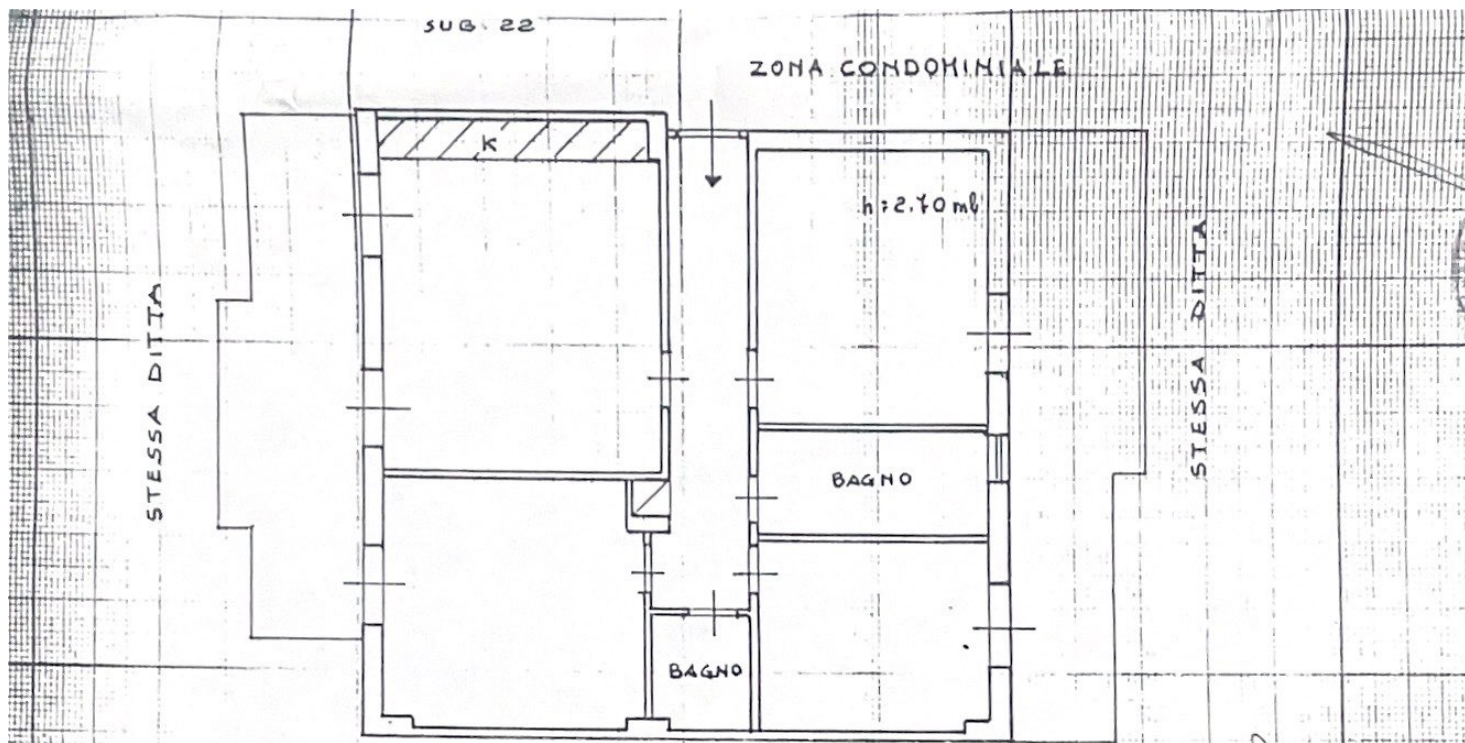 SUB. 22
ZONA CONDOMINIALE
K
h: 2.70 ml
STESSA DITTA
STESSA DITTA
BAGNO
BAGNO